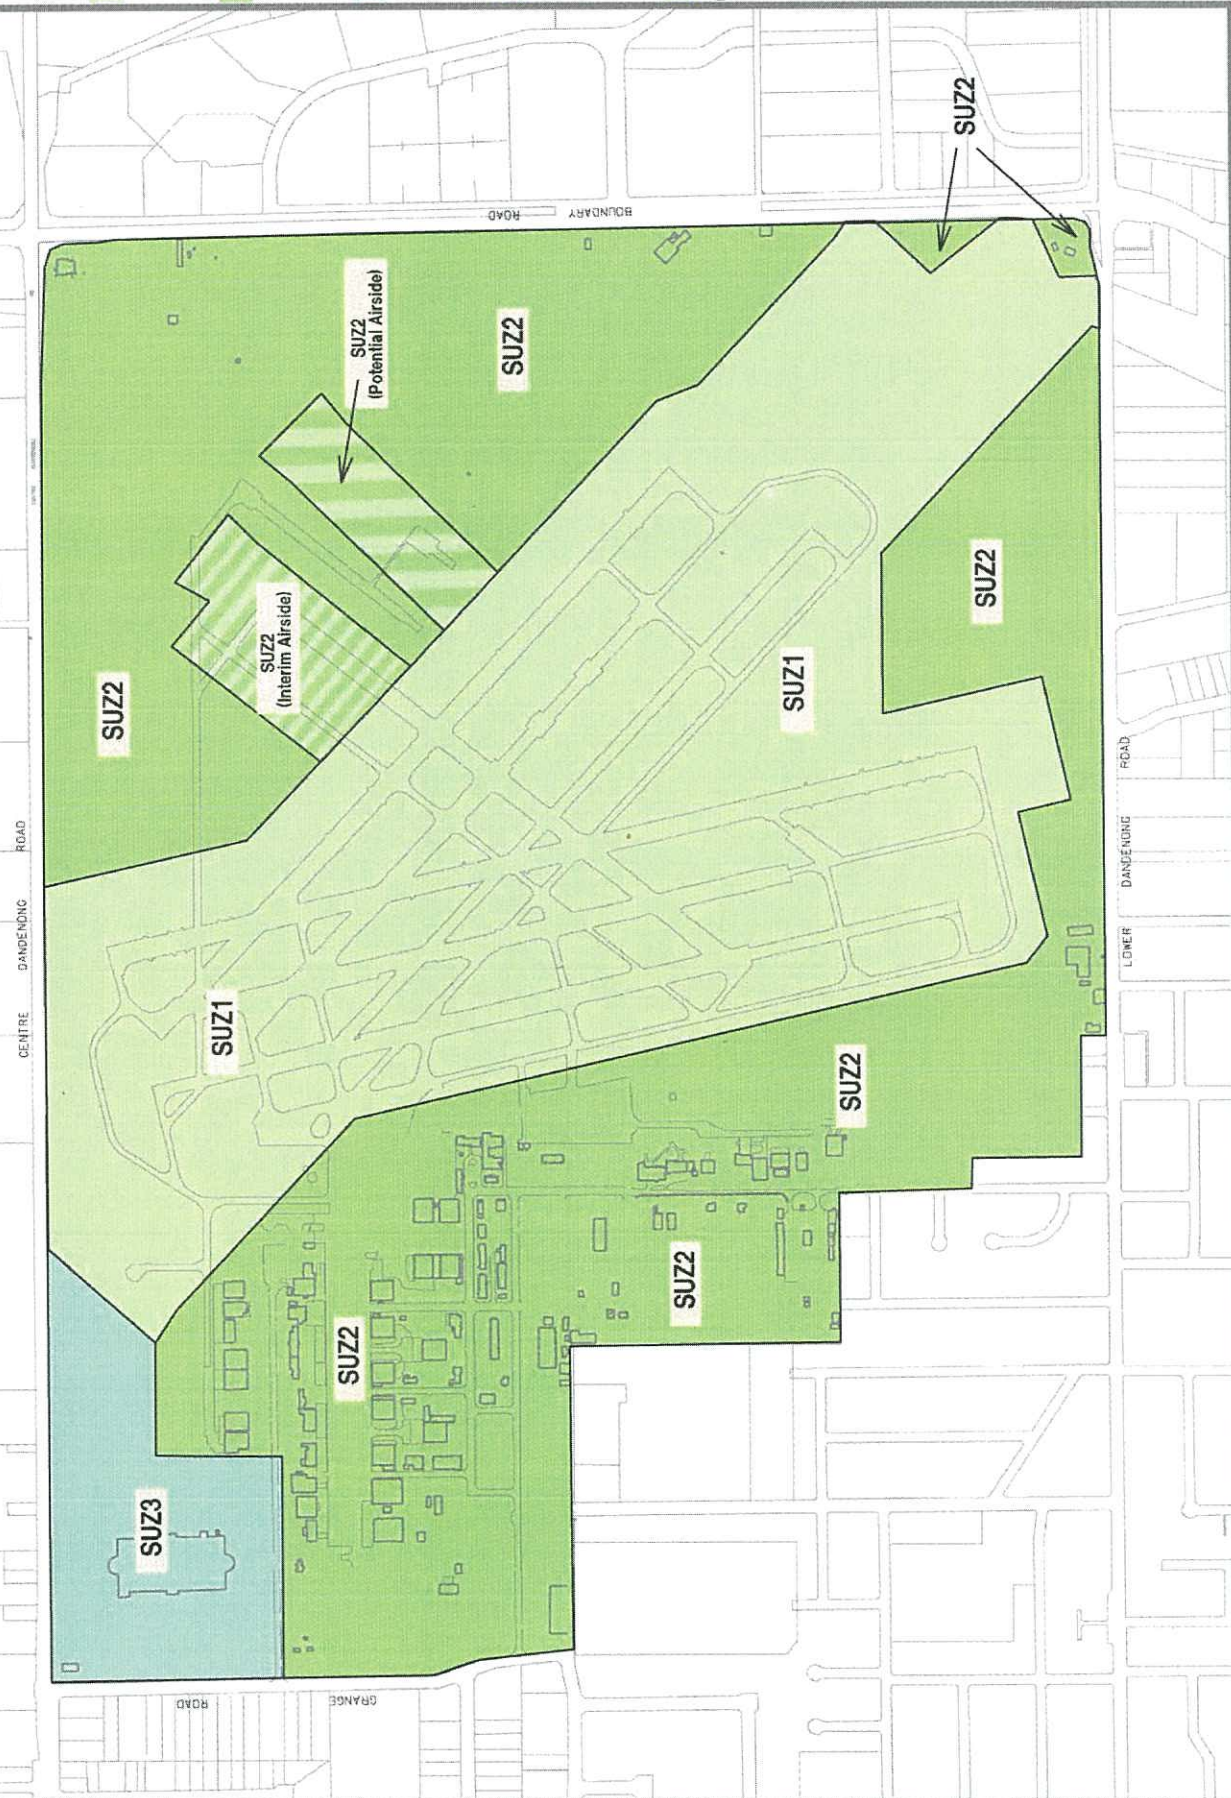 CENTRE DANDENONG ROAD
BOUNDARY ROAD
SUZ2
SUZ2
(Potential Airside)
SUZ2
SUZ2
(Interim Airside)
SUZ2
SUZ2
SUZ1
SUZ1
SUZ2
SUZ2
SUZ2
SUZ3
LOWER DANDENONG ROAD
GRANGE ROAD